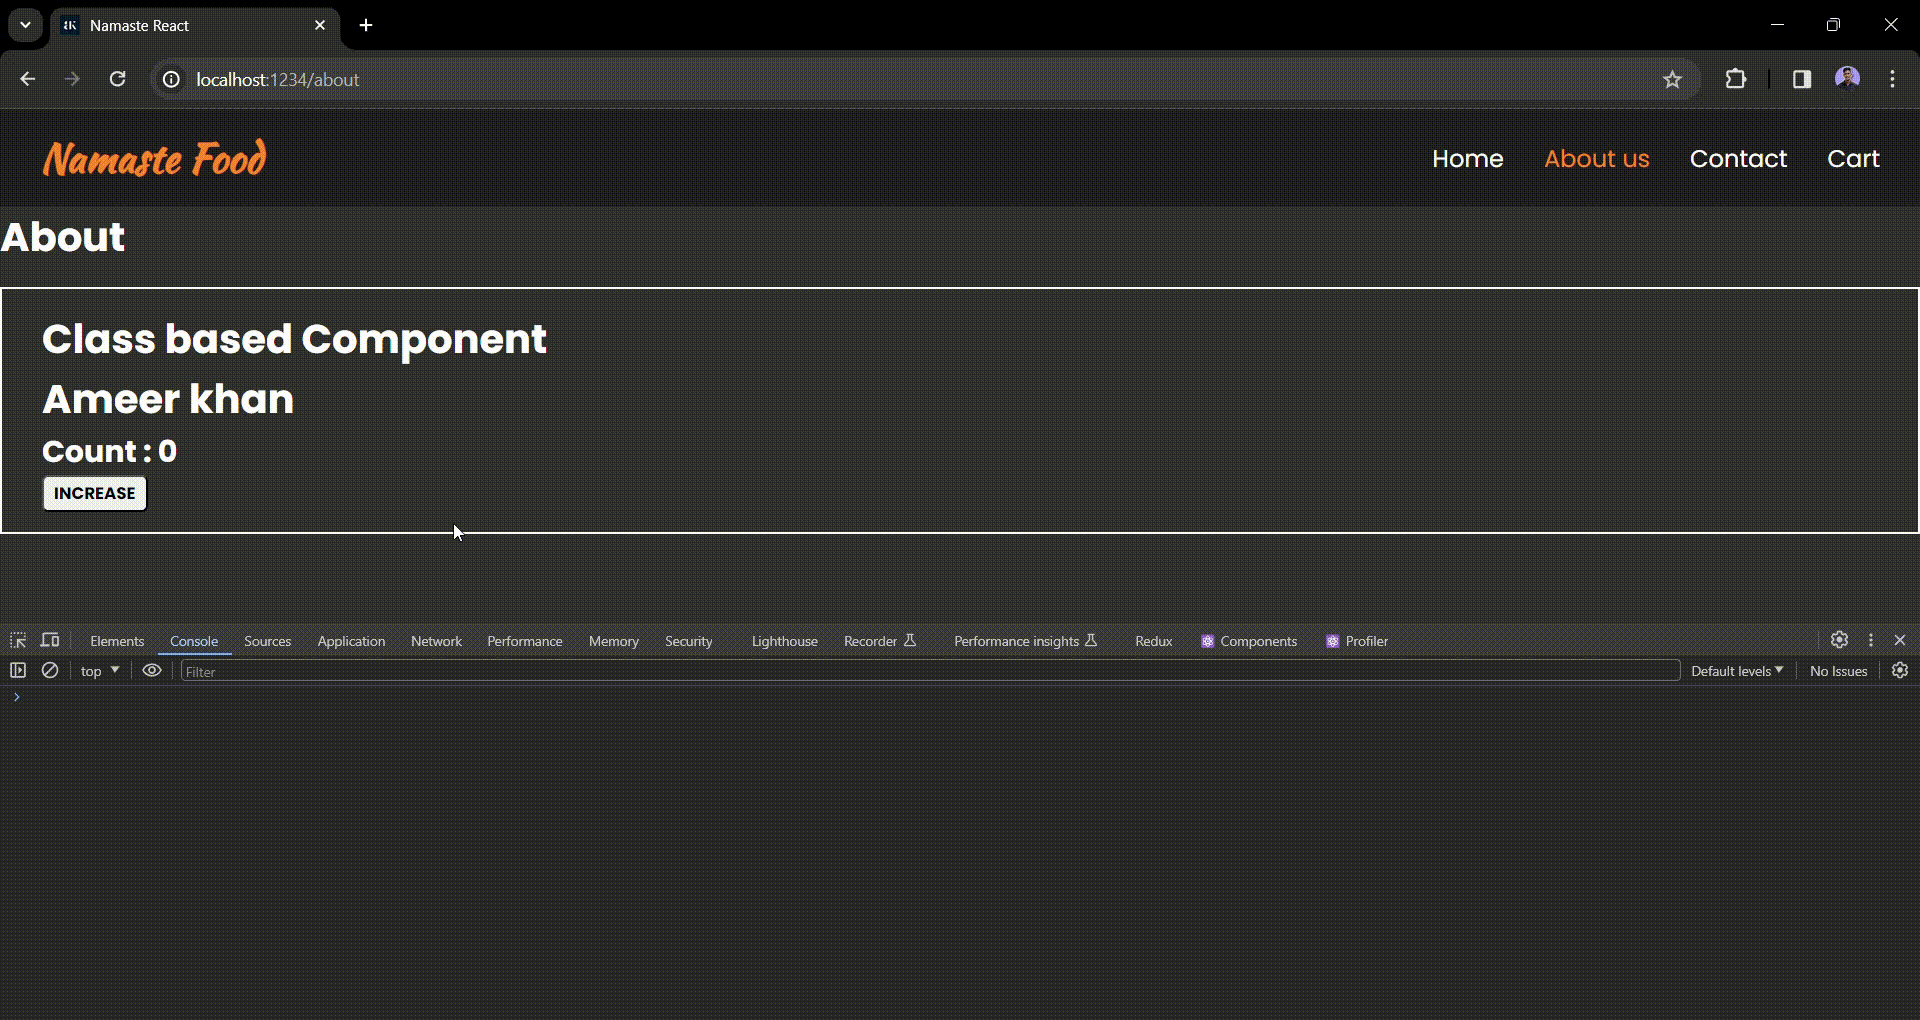 Namaste React
localhost:1234/about
Namaste Food
Home About us Contact Cart
About
Class based Component
Ameer khan
Count : 0
INCREASE
Elements Console Sources Application Network Performance Memory Security Lighthouse Recorder Performance insights Redux Components Profiler
top Filter Default levels No Issues